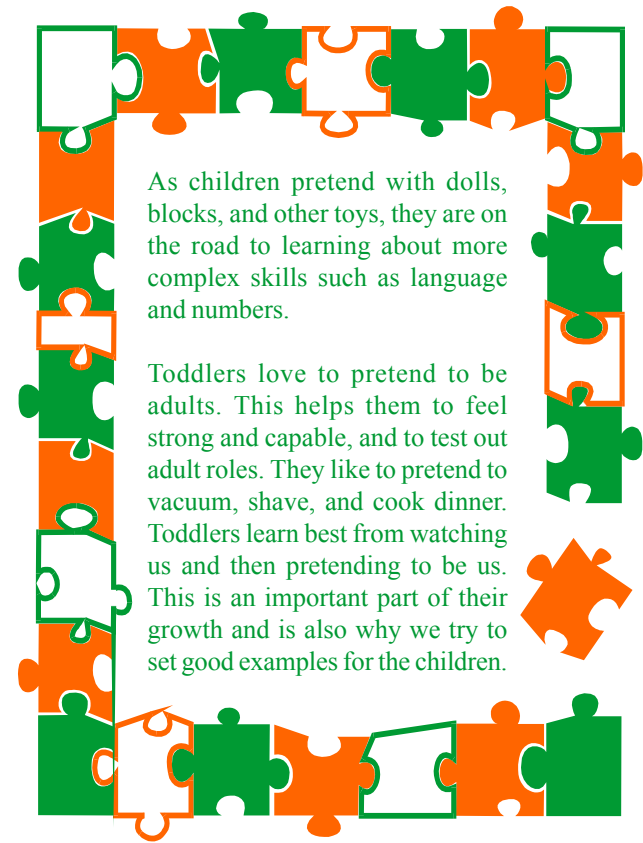 As children pretend with dolls,
blocks, and other toys, they are on
the road to learning about more
complex skills such as language
and numbers.
Toddlers love to pretend to be
adults. This helps them to feel
strong and capable, and to test out
adult roles. They like to pretend to
vacuum, shave, and cook dinner.
Toddlers learn best from watching
us and then pretending to be us.
This is an important part of their
growth and is also why we try to
set good examples for the children.